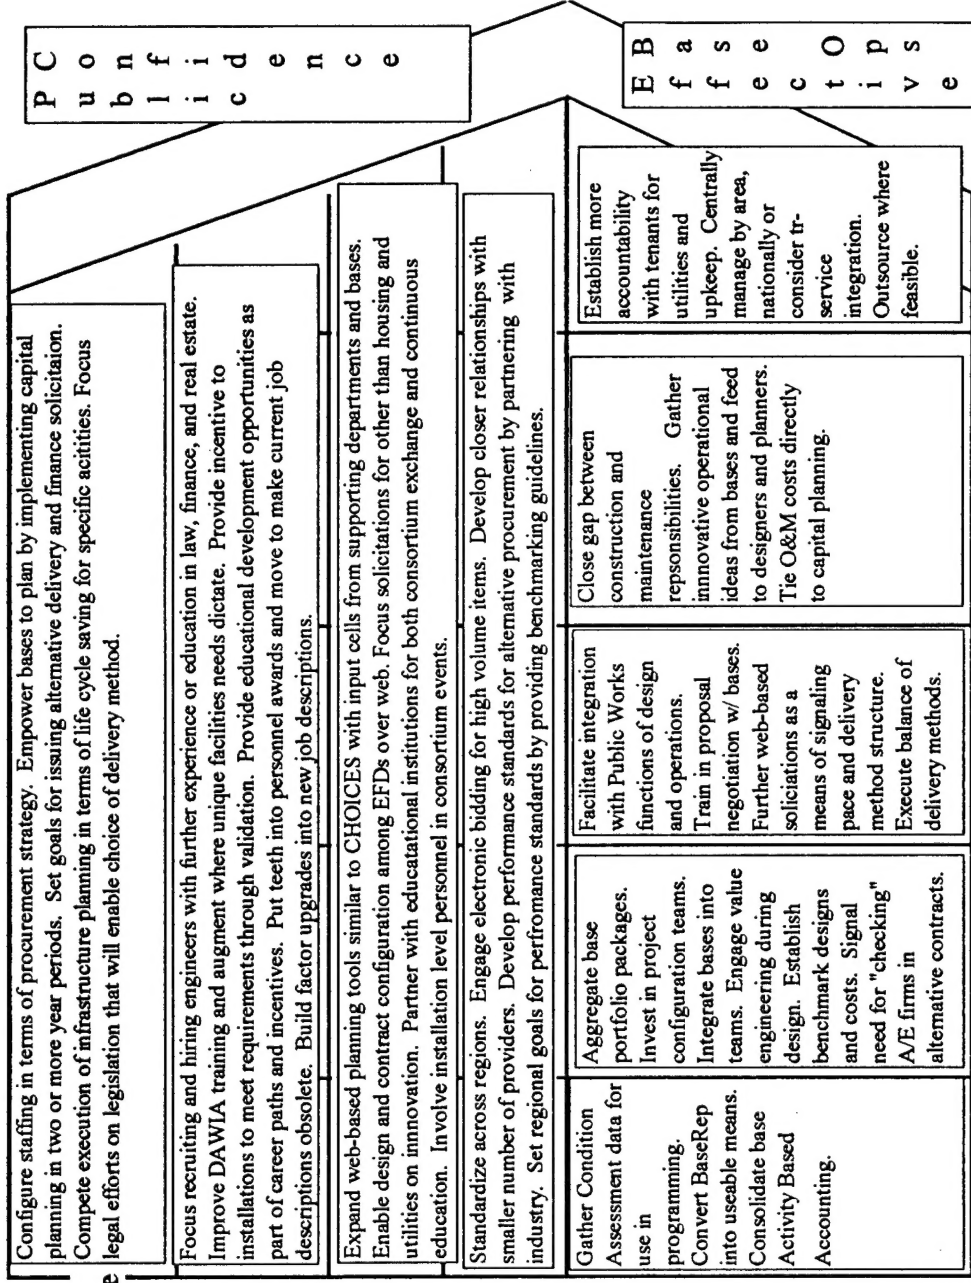 Configure staffing in terms of procurement strategy. Empower bases to plan by implementing capital
planning in two or more year periods. Set goals for issuing alternative delivery and finance solicitaion.
Compete execution of infrastructure planning in terms of life cycle saving for specific actities. Focus
legal efforts on legislation that will enable choice of delivery method.
e
Focus recruiting and hiring engineers with further experience or education in law, finance, and real estate.
Improve DAWIA training and augment where unique facilities needs dictate. Provide incentive to
installations to meet requirements through validation. Provide educational development opportunities as
part of career paths and incentives. Put teeth into personnel awards and move to make current job
descriptions obsolete. Build factor upgrades into new job descriptions.
Expand web-based planning tools similar to CHOICES with input cells from supporting departments and bases.
Enable design and contract configuration among EFDs over web. Focus solicitations for other than housing and
utilities on innnovation. Partner with educatational institutions for both consortium exchange and continuous
education. Involve installation level personnel in consortium events.
Standardize across regions. Engage electronic bidding for high volume items. Develop closer relationships with
smaller number of providers. Develop performance standards for alternative procurement by partnering with
industry. Set regional goals for perfromance standards by providing benchmarking guidelines.
Gather Condition
Assessment data for
use in
programming.
Convert BaseRep
into useable means.
Consolidate base
Activity Based
Accounting.
Aggregate base
portfolio packages.
Invest in project
configuration teams.
Integrate bases into
teams. Engage value
engineering during
design. Establish
benchmark designs
and costs. Signal
need for "checking"
A/E firms in
alternative contracts.
Facilitate integration
with Public Works
functions of design
and operations.
Train in proposal
negotiation w/ bases.
Further web-based
soliciations as a
means of signaling
pace and delivery
method structure.
Execute balance of
delivery methods.
Close gap between
construction and
maintenance
repsonsibilities. Gather
innnovative operational
ideas from bases and feed
to designers and planners.
Tie O&M costs directly
to capital planning.
Establish more
accountability
with tenants for
utilities and
upkeep. Centrally
manage by area,
nationally or
consider tr-
service
integration.
Outsource where
feasible.
P C
u o
b n
l f
i i
c d
e
n
c
e
E B
f a
f s
e e
c
t O
i p
v s
e